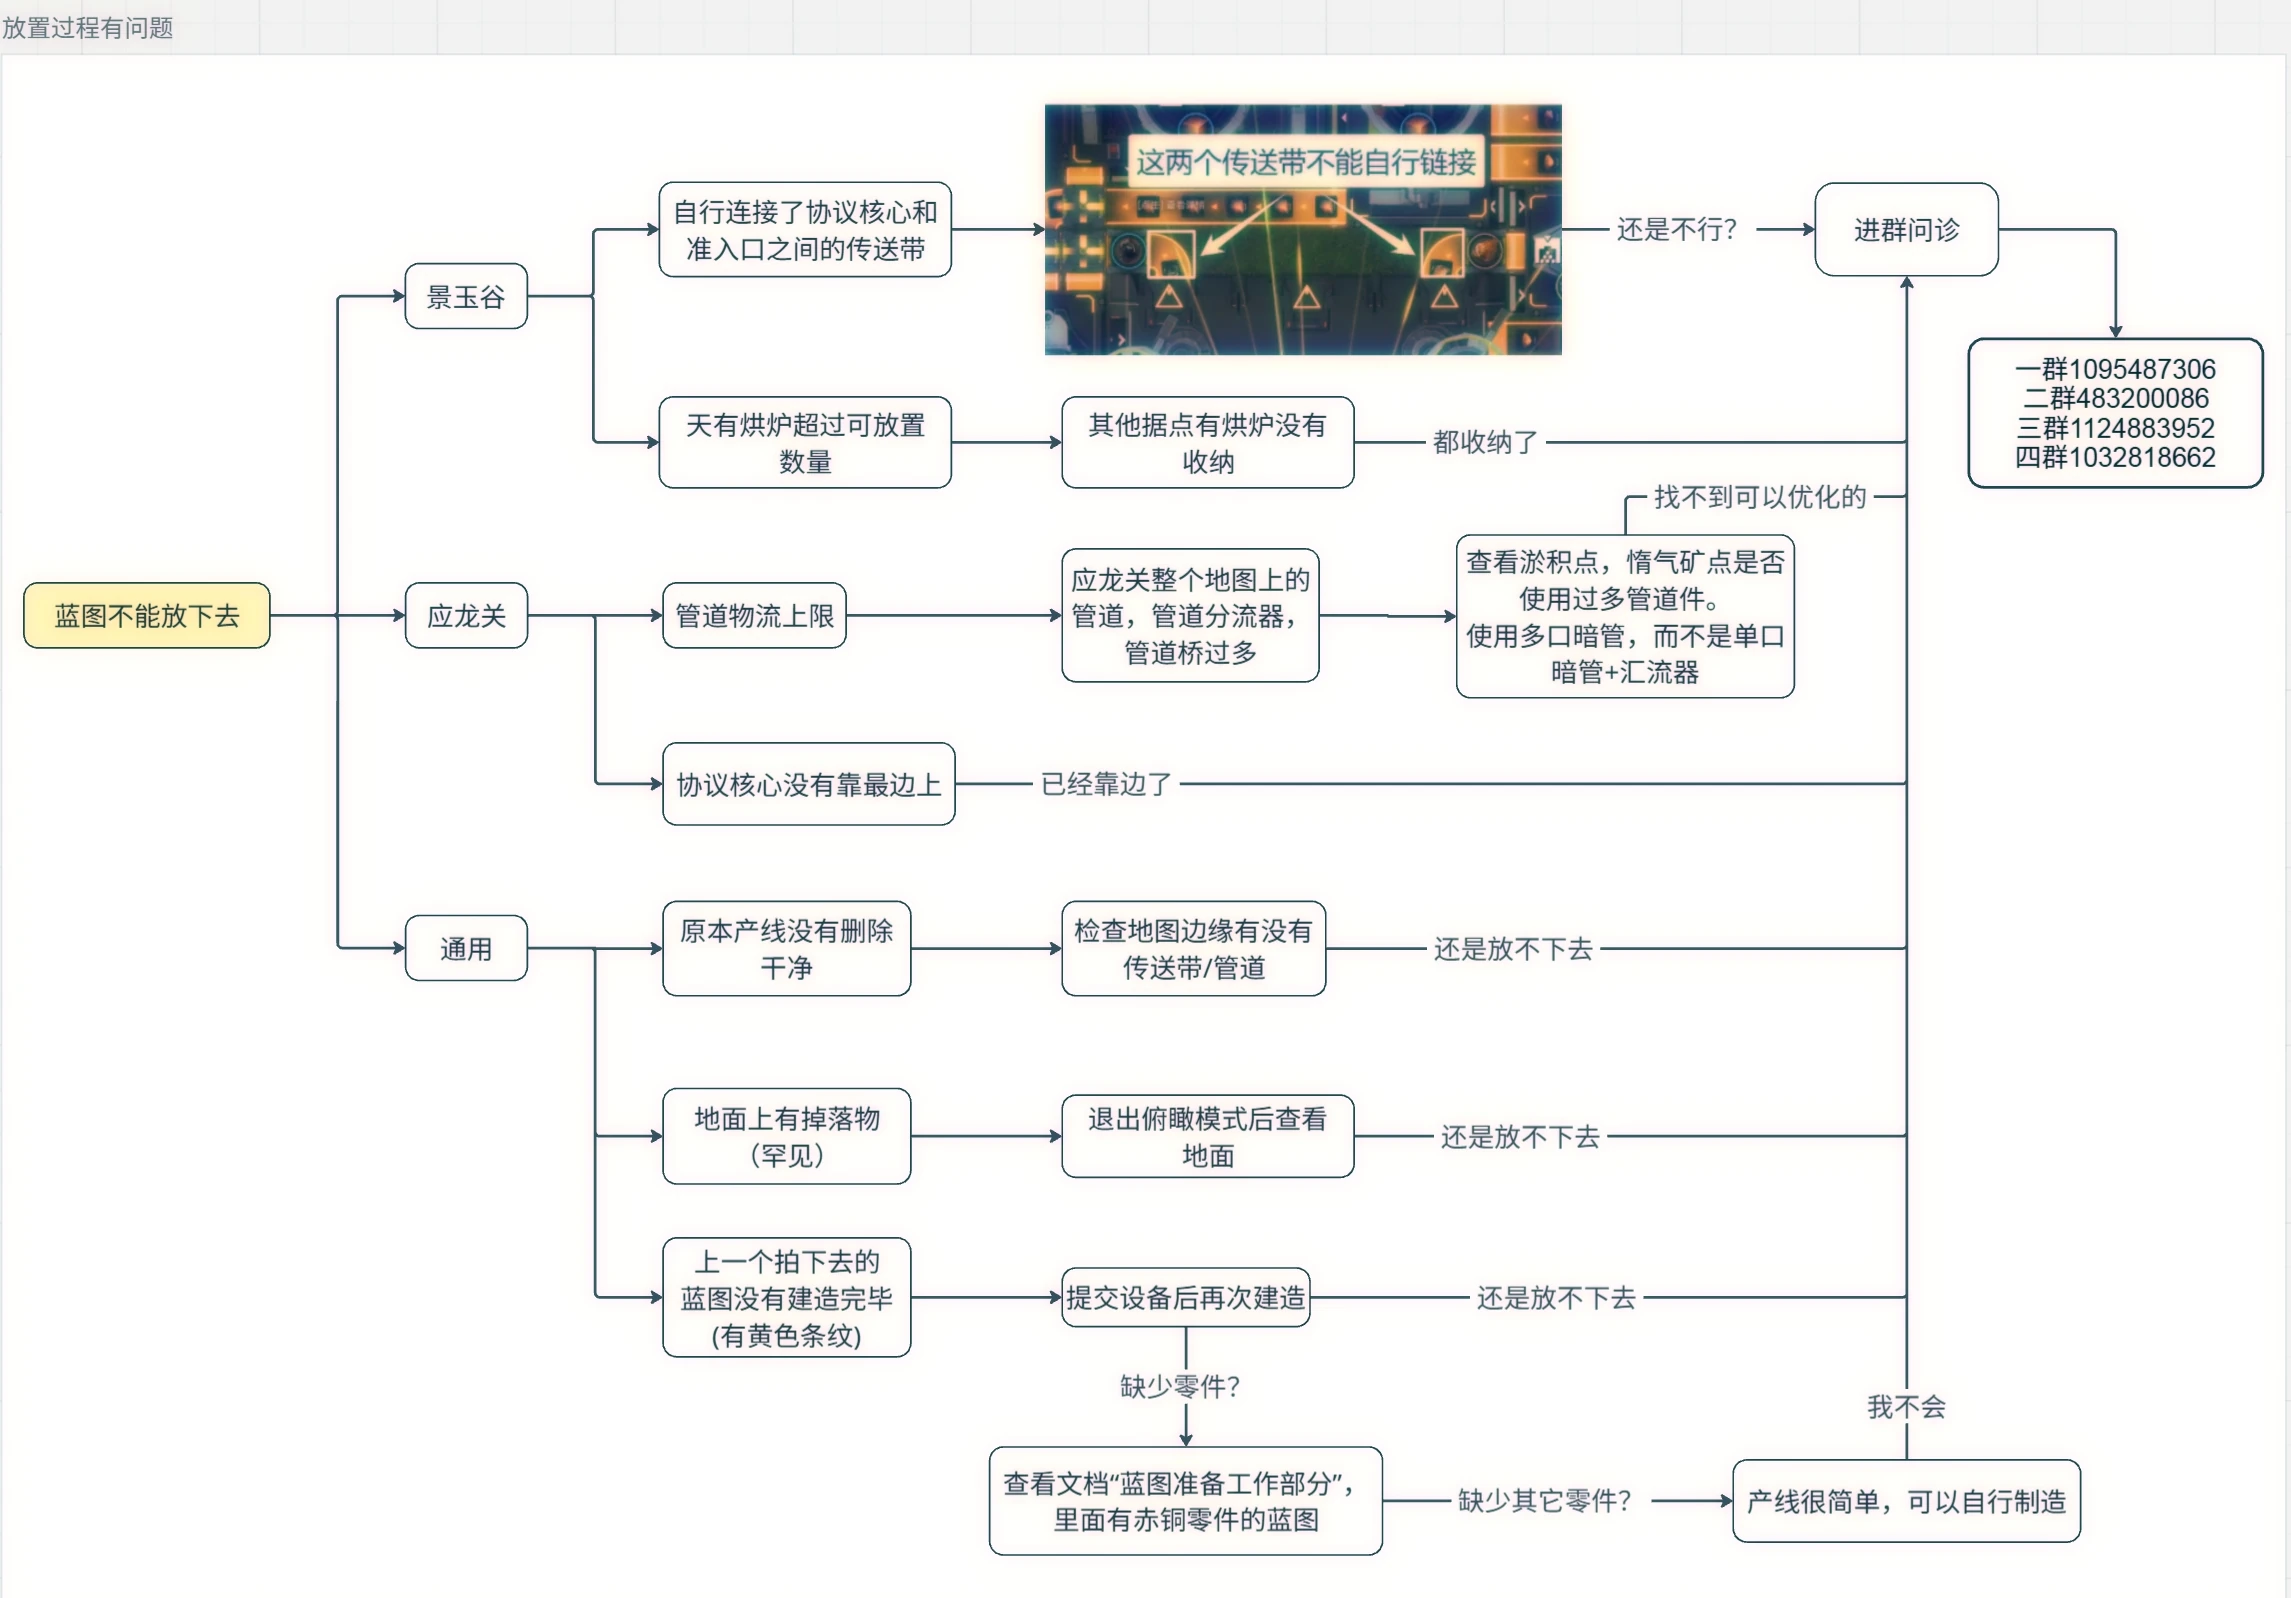 放置过程有问题
这两个传送带不能自行链接
自行连接了协议核心和
准入口之间的传送带
还是不行？
进群问诊
景玉谷
一群1095487306
二群483200086
三群1124883952
四群1032818662
天有烘炉超过可放置
数量
其他据点有烘炉没有
收纳
都收纳了
找不到可以优化的
蓝图不能放下去
应龙关
管道物流上限
应龙关整个地图上的
管道，管道分流器，
管道桥过多
查看淤积点，惰气矿点是否
使用过多管道件。
使用多口暗管，而不是单口
暗管+汇流器
协议核心没有靠最边上
已经靠边了
通用
原本产线没有删除
干净
检查地图边缘有没有
传送带/管道
还是放不下去
地面上有掉落物
（罕见）
退出俯瞰模式后查看
地面
还是放不下去
上一个拍下去的
蓝图没有建造完毕
(有黄色条纹)
提交设备后再次建造
还是放不下去
缺少零件？
我不会
查看文档“蓝图准备工作部分”，
里面有赤铜零件的蓝图
缺少其它零件？
产线很简单，可以自行制造